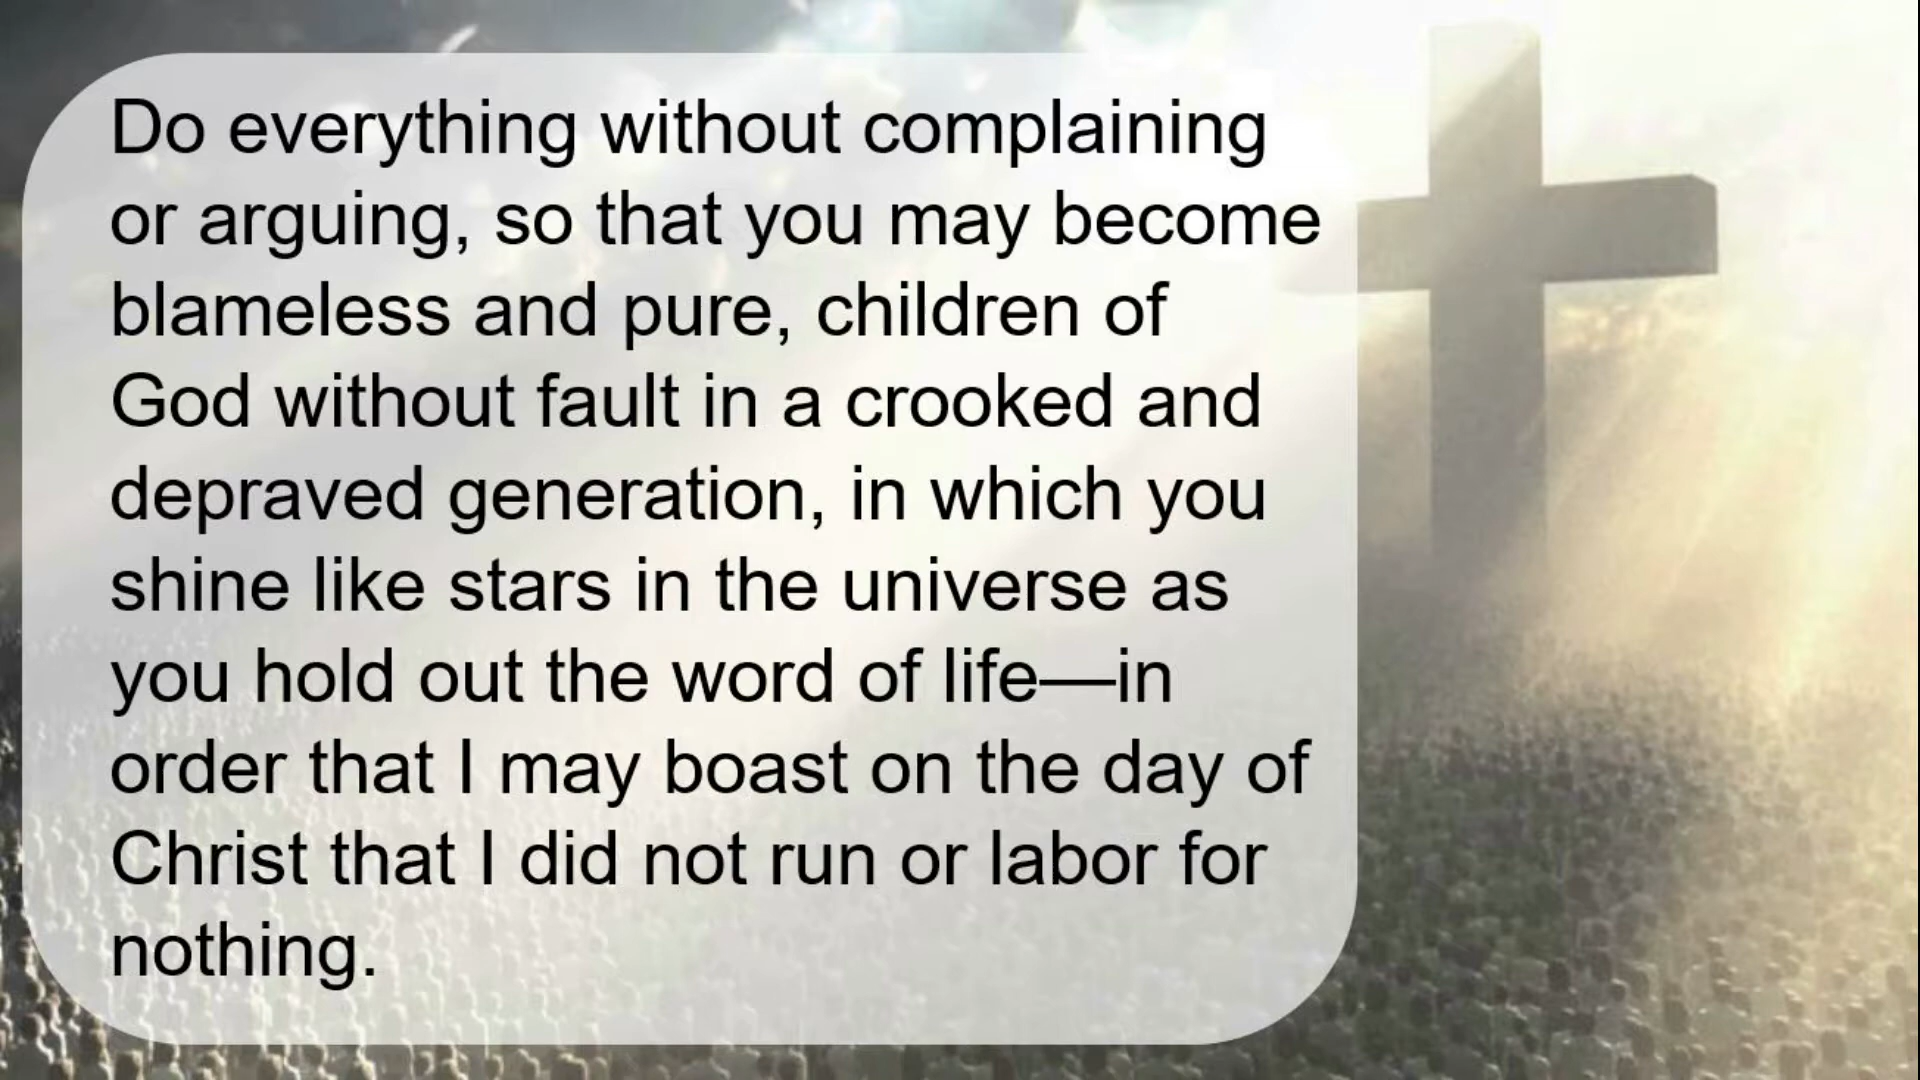 Do everything without complaining
or arguing, so that you may become
blameless and pure, children of
God without fault in a crooked and
depraved generation, in which you
shine like stars in the universe as
you hold out the word of life—in
order that I may boast on the day of
Christ that I did not run or labor for
nothing.